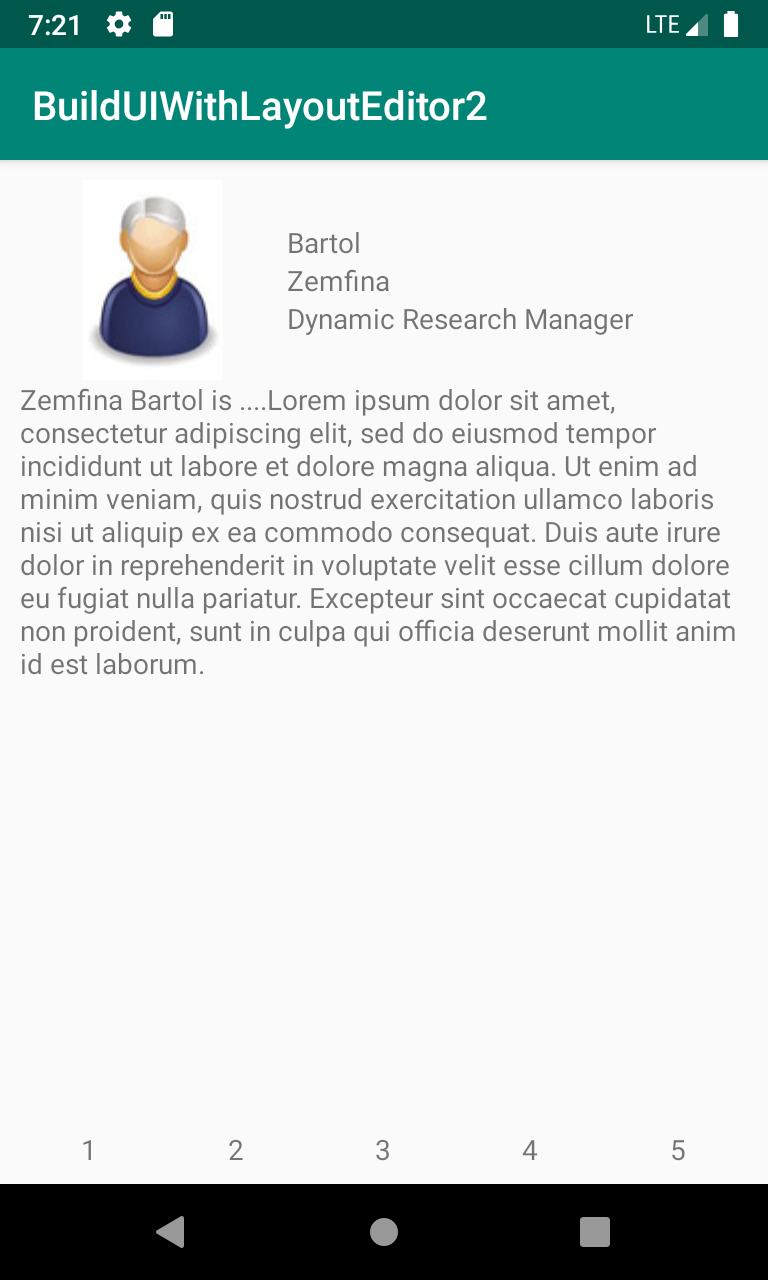 7:21 LTE
BuildUIWithLayoutEditor2
Bartol
Zemfina
Dynamic Research Manager
Zemfina Bartol is ....Lorem ipsum dolor sit amet,
consectetur adipiscing elit, sed do eiusmod tempor
incididunt ut labore et dolore magna aliqua. Ut enim ad
minim veniam, quis nostrud exercitation ullamco laboris
nisi ut aliquip ex ea commodo consequat. Duis aute irure
dolor in reprehenderit in voluptate velit esse cillum dolore
eu fugiat nulla pariatur. Excepteur sint occaecat cupidatat
non proident, sunt in culpa qui officia deserunt mollit anim
id est laborum.
1 2 3 4 5